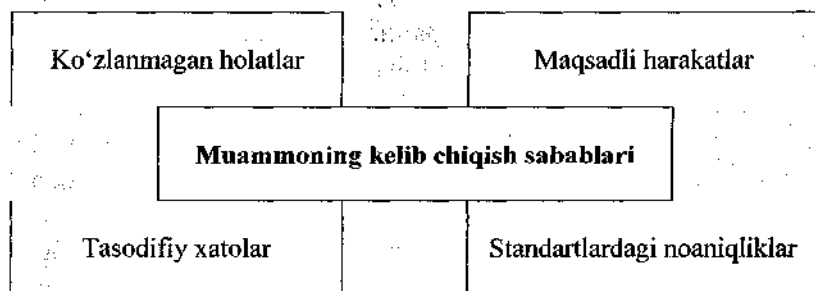 Ko‘zlanmagan holatlar
Maqsadli harakatlar
Muammoning kelib chiqish sabablari
Tasodifiy xatolar
Standartlardagi noaniqliklar